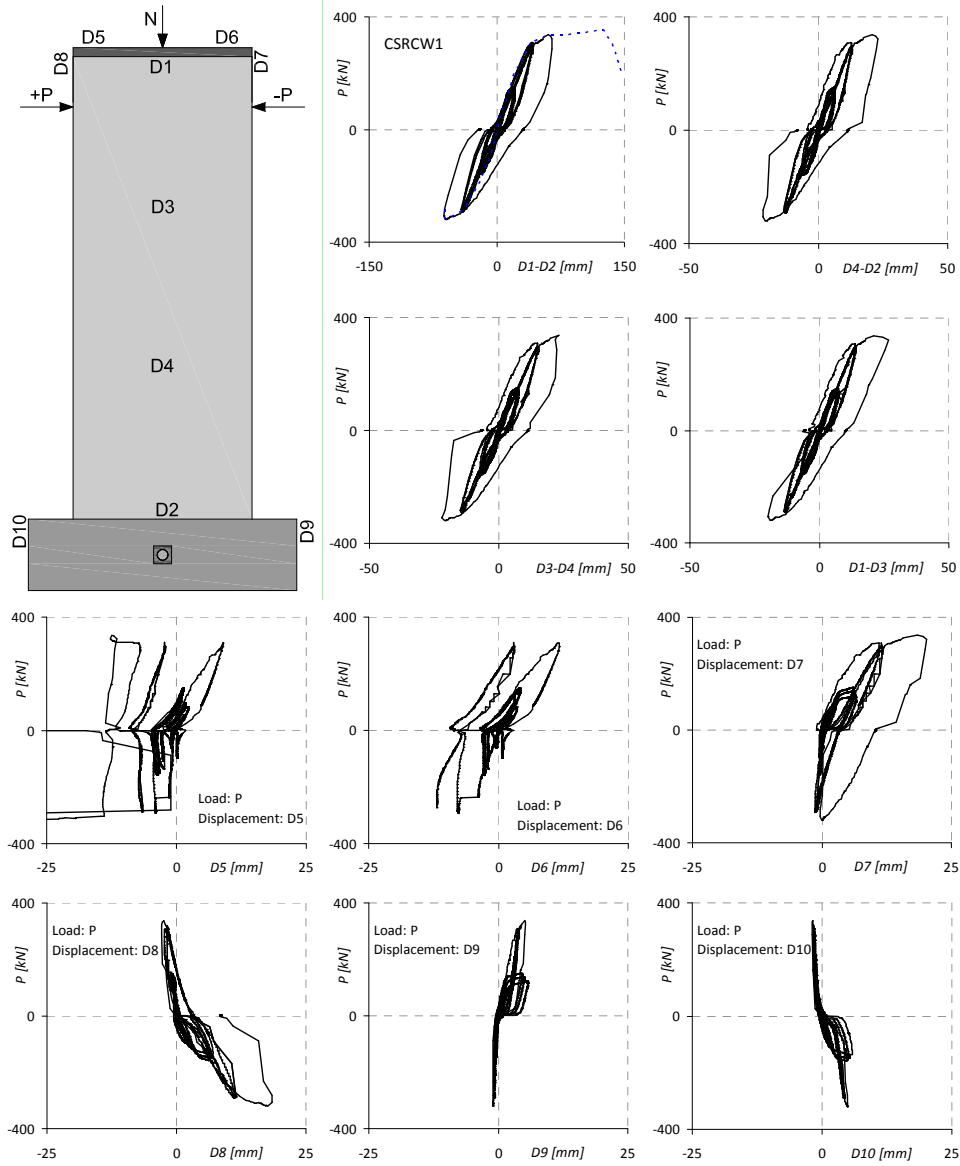 N
D5 D6
D8 D7
D1
+P -P
D3
D4
D2
D10 D9
CSRCW1
P [kN]
400
0
-400
-150 0 150
D1-D2 [mm]
P [kN]
400
0
-400
-50 0 50
D4-D2 [mm]
P [kN]
400
0
-400
-50 0 50
D3-D4 [mm]
P [kN]
400
0
-400
-50 0 50
D1-D3 [mm]
P [kN]
400
0
-400
Load: P
Displacement: D5
-25 0 25
D5 [mm]
P [kN]
400
0
-400
Load: P
Displacement: D6
-25 0 25
D6 [mm]
P [kN]
400
0
-400
Load: P
Displacement: D7
-25 0 25
D7 [mm]
P [kN]
400
0
-400
Load: P
Displacement: D8
-25 0 25
D8 [mm]
P [kN]
400
0
-400
Load: P
Displacement: D9
-25 0 25
D9 [mm]
P [kN]
400
0
-400
Load: P
Displacement: D10
-25 0 25
D10 [mm]